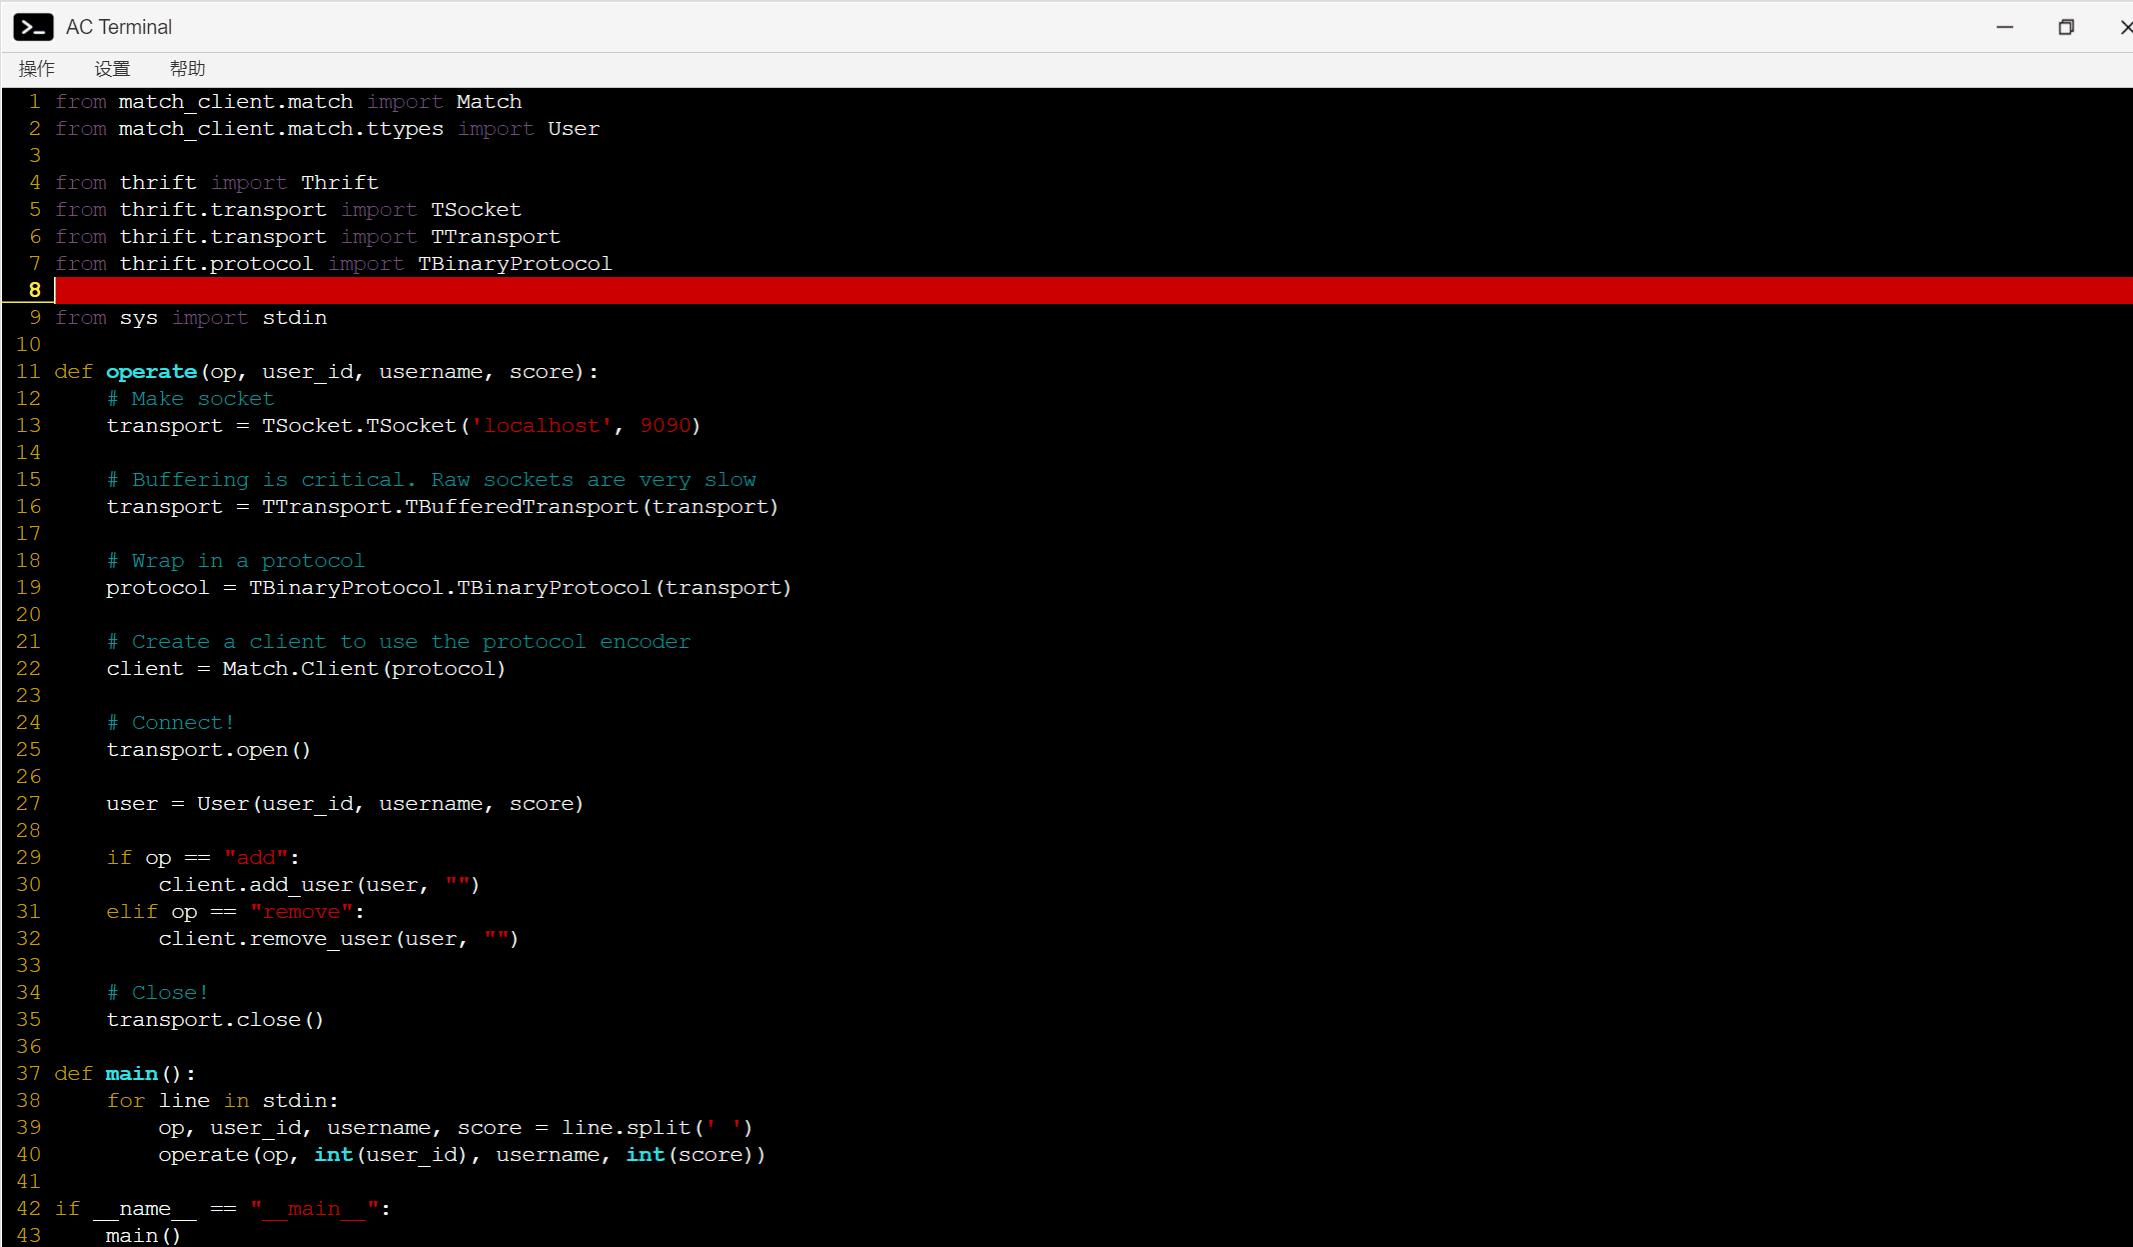 AC Terminal
操作 设置 帮助
1 from match_client.match import Match
2 from match_client.match.ttypes import User
3
4 from thrift import Thrift
5 from thrift.transport import TSocket
6 from thrift.transport import TTransport
7 from thrift.protocol import TBinaryProtocol
8
9 from sys import stdin
10
11 def operate(op, user_id, username, score):
12     # Make socket
13     transport = TSocket.TSocket('localhost', 9090)
14
15     # Buffering is critical. Raw sockets are very slow
16     transport = TTransport.TBufferedTransport(transport)
17
18     # Wrap in a protocol
19     protocol = TBinaryProtocol.TBinaryProtocol(transport)
20
21     # Create a client to use the protocol encoder
22     client = Match.Client(protocol)
23
24     # Connect!
25     transport.open()
26
27     user = User(user_id, username, score)
28
29     if op == "add":
30         client.add_user(user, "")
31     elif op == "remove":
32         client.remove_user(user, "")
33
34     # Close!
35     transport.close()
36
37 def main():
38     for line in stdin:
39         op, user_id, username, score = line.split(' ')
40         operate(op, int(user_id), username, int(score))
41
42 if __name__ == "__main__":
43     main()